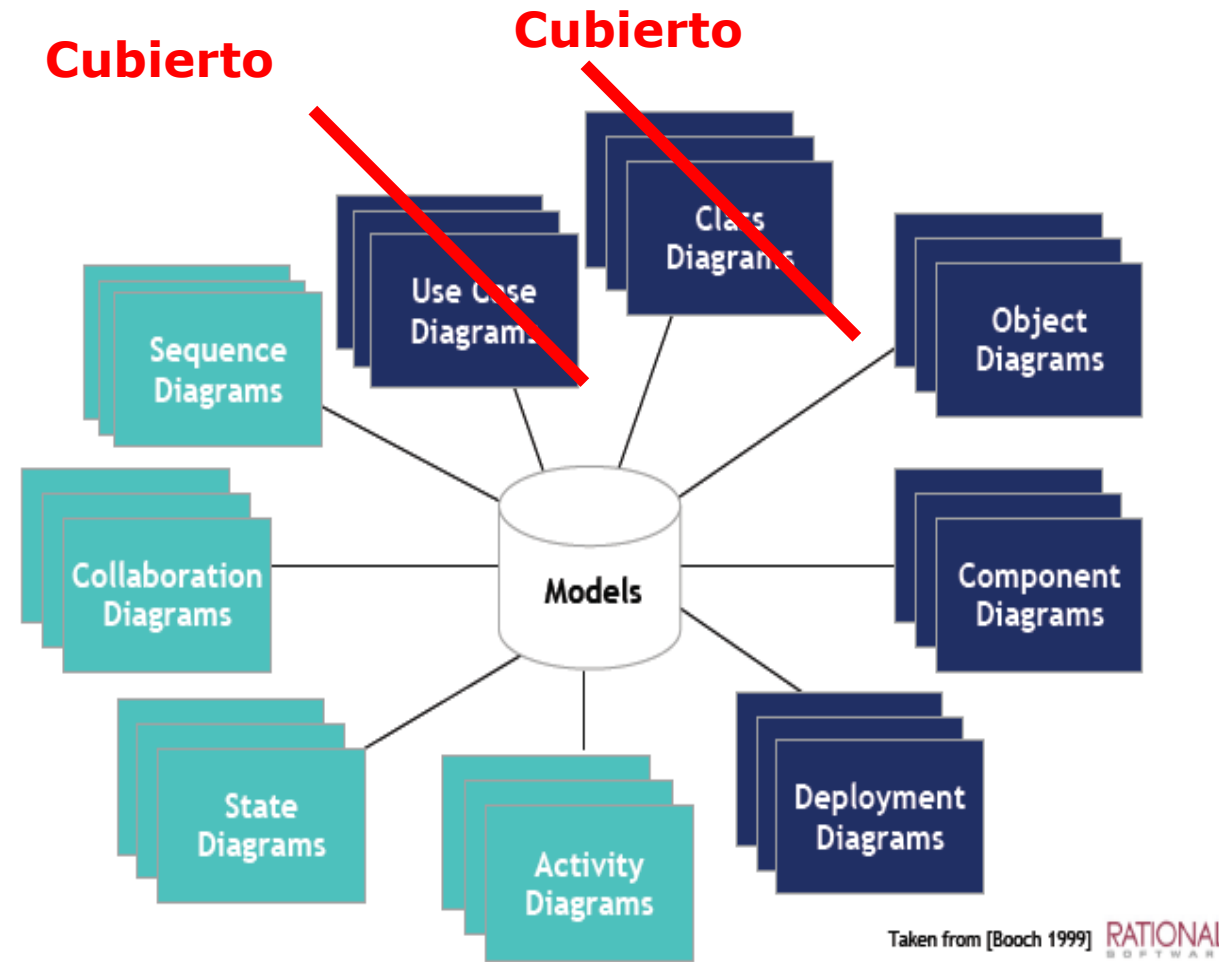 Cubierto
Cubierto
Class
Diagrams
Use Case
Diagrams
Object
Diagrams
Sequence
Diagrams
Collaboration
Diagrams
Models
Component
Diagrams
State
Diagrams
Activity
Diagrams
Deployment
Diagrams
Taken from [Booch 1999]
RATIONAL
SOFTWAR